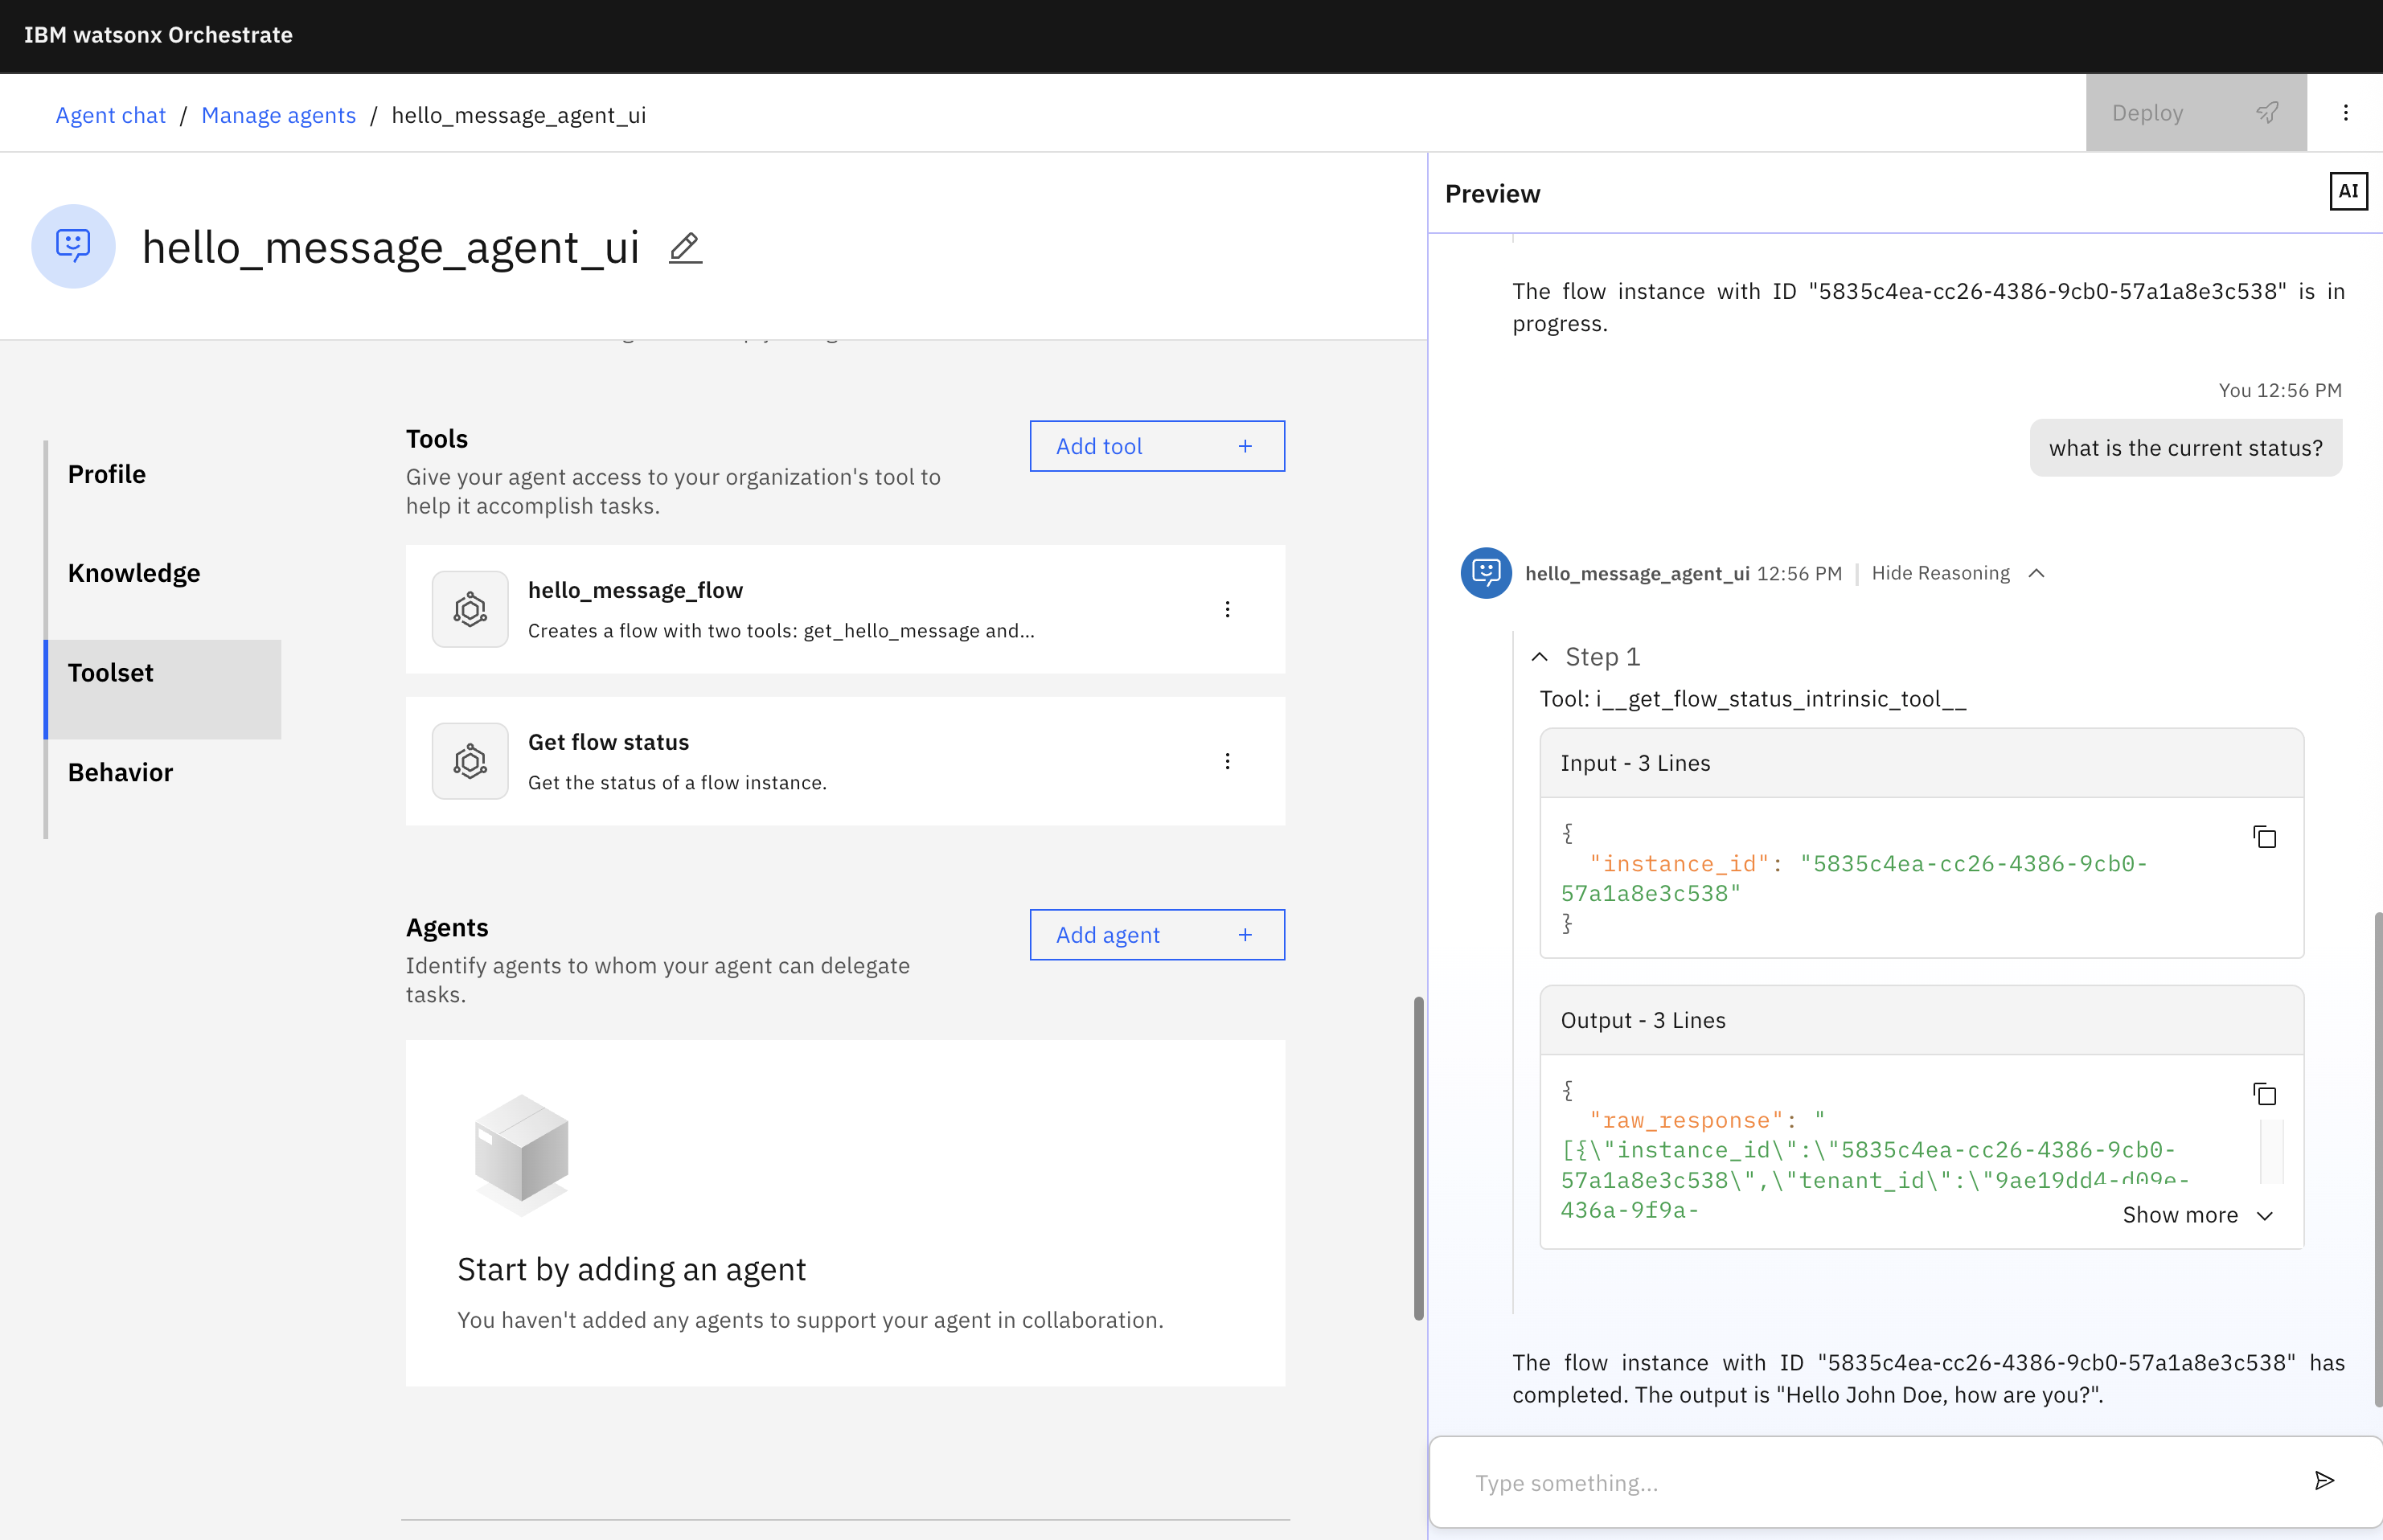 IBM watsonx Orchestrate
Agent chat / Manage agents / hello_message_agent_ui
Deploy
hello_message_agent_ui
Profile
Knowledge
Toolset
Behavior
Tools
Give your agent access to your organization's tool to
help it accomplish tasks.
Add tool +
hello_message_flow
Creates a flow with two tools: get_hello_message and...
Get flow status
Get the status of a flow instance.
Agents
Identify agents to whom your agent can delegate
tasks.
Add agent +
Start by adding an agent
You haven't added any agents to support your agent in collaboration.
Preview
AI
The flow instance with ID "5835c4ea-cc26-4386-9cb0-57a1a8e3c538" is in
progress.
You 12:56 PM
what is the current status?
hello_message_agent_ui 12:56 PM | Hide Reasoning
Step 1
Tool: i__get_flow_status_intrinsic_tool__
Input - 3 Lines
{
"instance_id": "5835c4ea-cc26-4386-9cb0-
57a1a8e3c538"
}
Output - 3 Lines
{
"raw_response": "
[{\"instance_id\":\"5835c4ea-cc26-4386-9cb0-
57a1a8e3c538\",\"tenant_id\":\"9ae19dd4-d09e-
436a-9f9a-
Show more
The flow instance with ID "5835c4ea-cc26-4386-9cb0-57a1a8e3c538" has
completed. The output is "Hello John Doe, how are you?".
Type something...